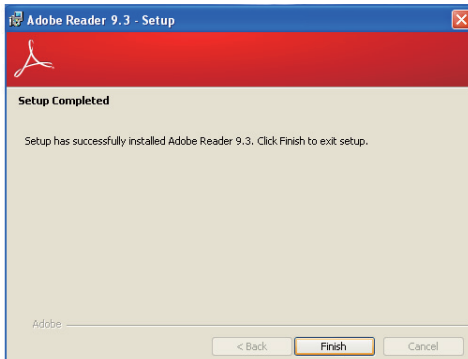 Adobe Reader 9.3 - Setup
Setup Completed
Setup has successfully installed Adobe Reader 9.3. Click Finish to exit setup.
Adobe
< Back Finish Cancel